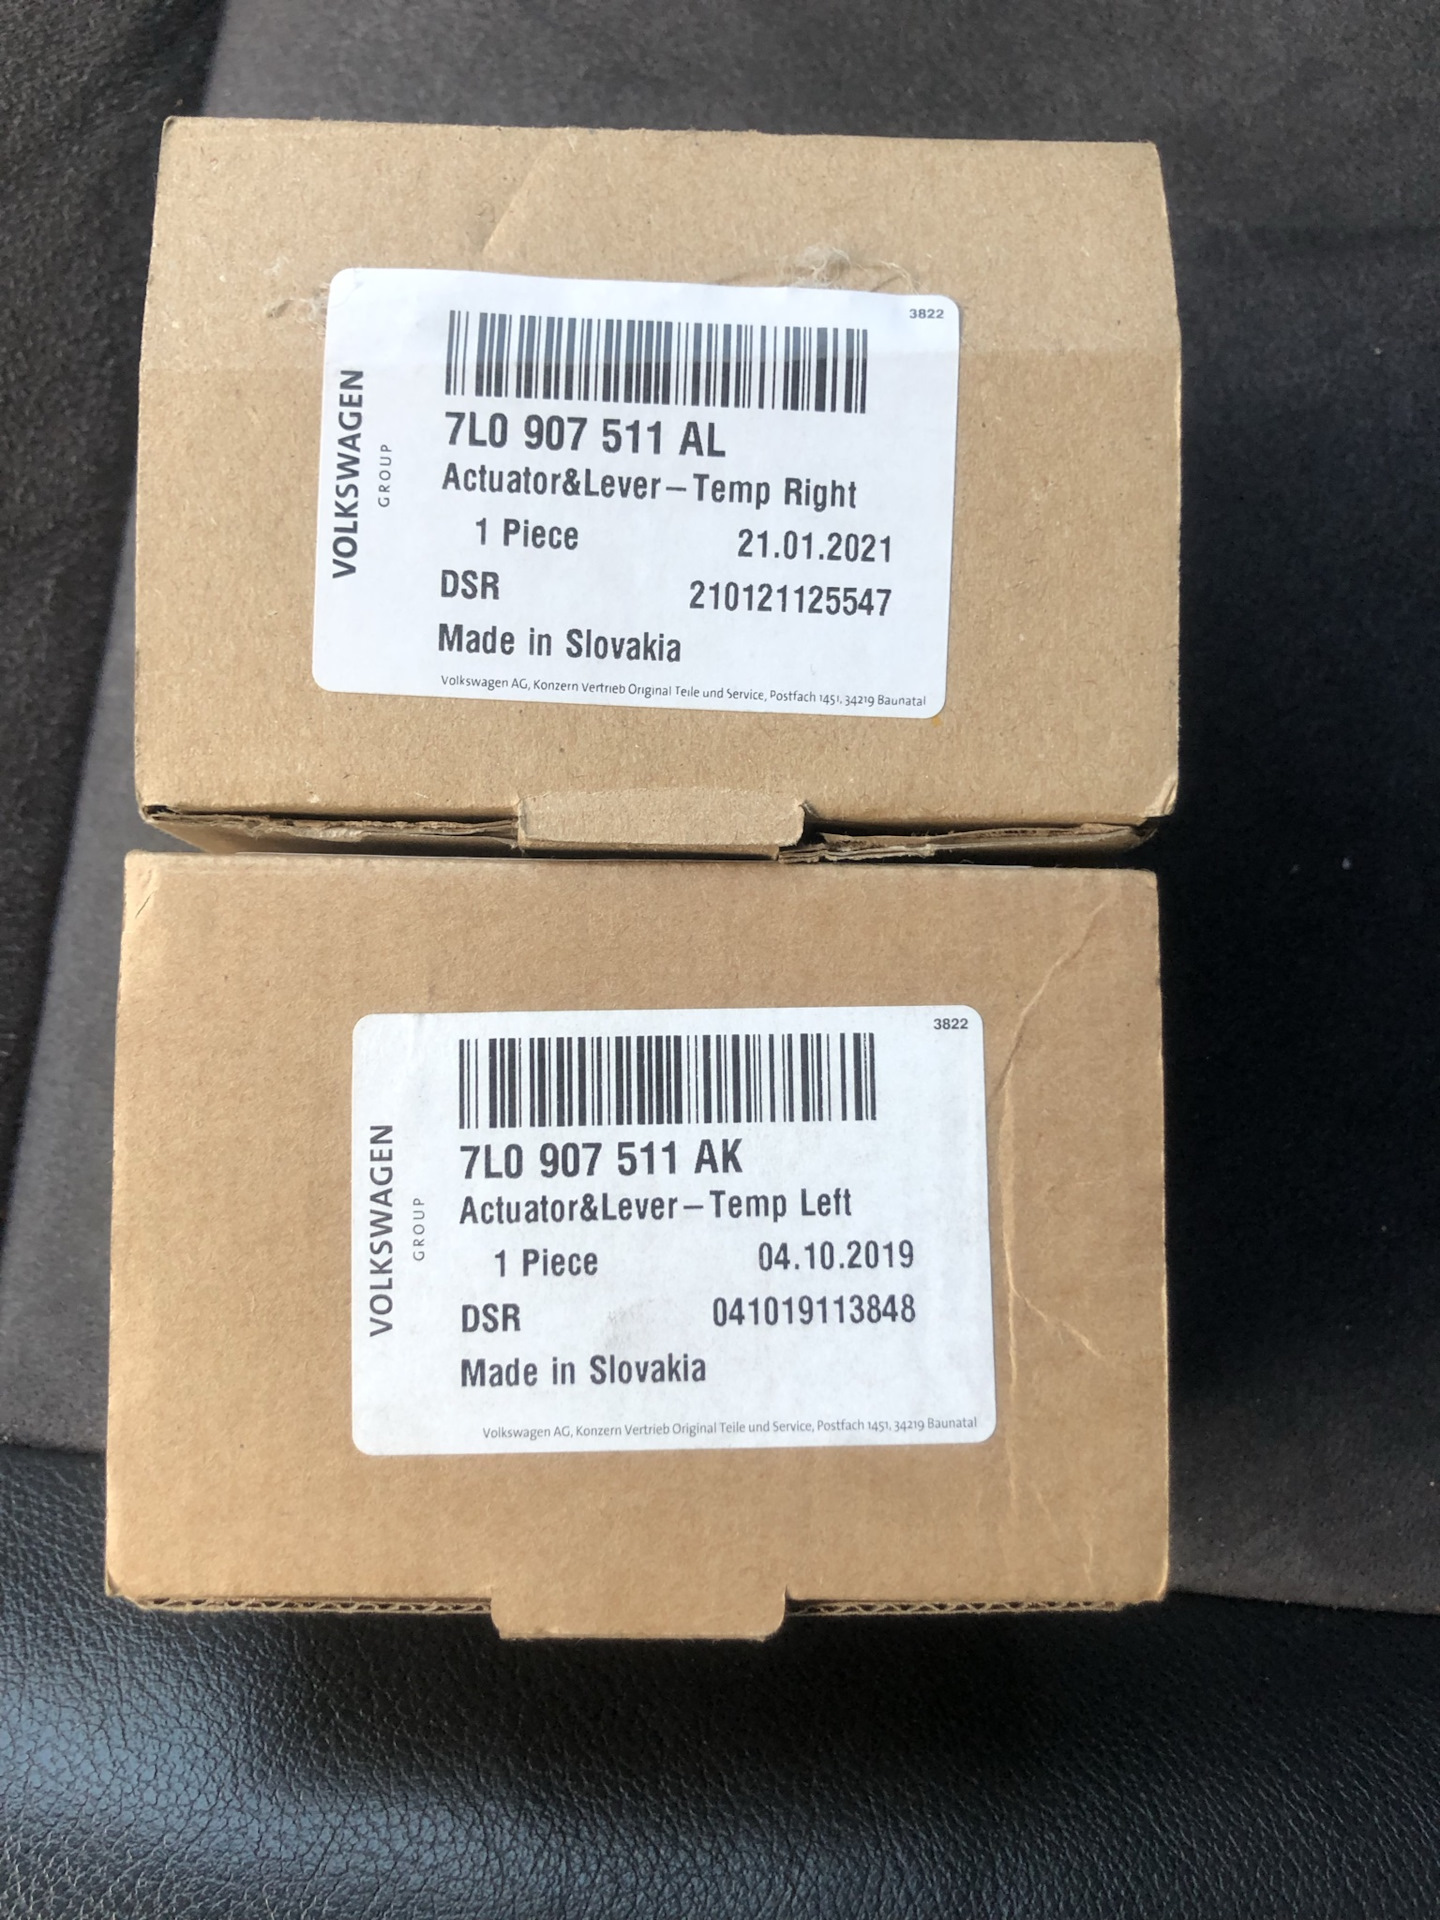 3822
VOLKSWAGEN
GROUP
7L0 907 511 AL
Actuator&Lever–Temp Right
1 Piece 21.01.2021
DSR 210121125547
Made in Slovakia
Volkswagen AG, Konzern Vertrieb Original Teile und Service, Postfach 1451, 34219 Baunatal
3822
VOLKSWAGEN
GROUP
7L0 907 511 AK
Actuator&Lever–Temp Left
1 Piece 04.10.2019
DSR 041019113848
Made in Slovakia
Volkswagen AG, Konzern Vertrieb Original Teile und Service, Postfach 1451, 34219 Baunatal